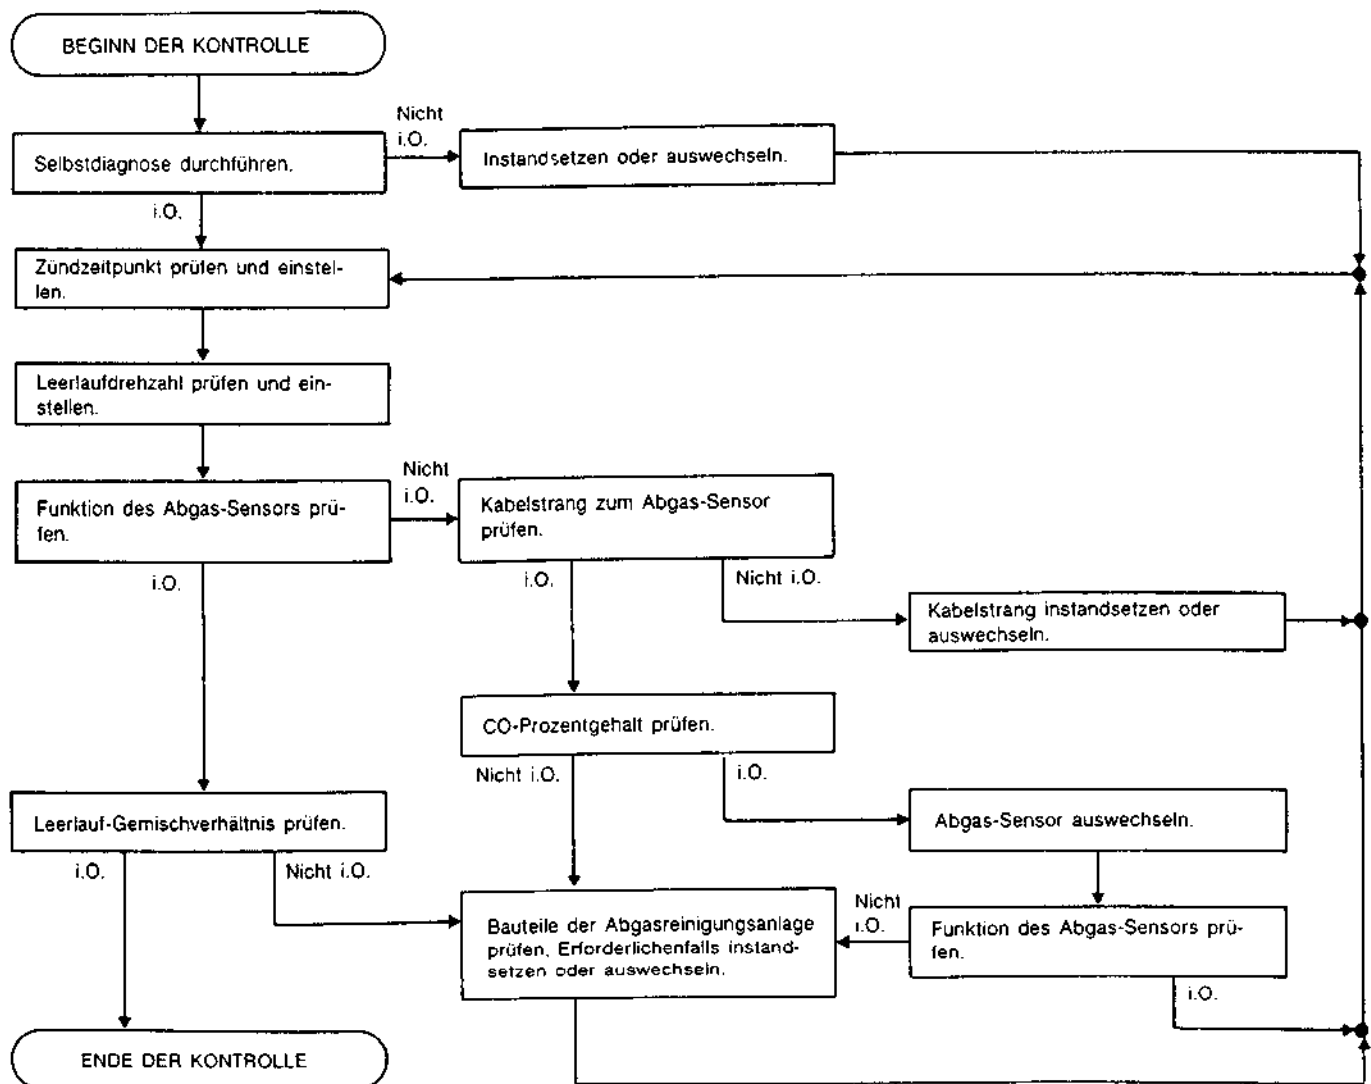 BEGINN DER KONTROLLE
Nicht
i.O.
Selbstdiagnose durchführen.
Instandsetzen oder auswechseln.
i.O.
Zündzeitpunkt prüfen und einstel-
len.
Leerlaufdrehzahl prüfen und ein-
stellen.
Nicht
i.O.
Funktion des Abgas-Sensors prü-
fen.
Kabelstrang zum Abgas-Sensor
prüfen.
i.O.
i.O.
Nicht i.O.
Kabelstrang instandsetzen oder
auswechseln.
CO-Prozentgehalt prüfen.
Nicht i.O.
i.O.
Leerlauf-Gemischverhältnis prüfen.
Abgas-Sensor auswechseln.
i.O.
Nicht i.O.
Bauteile der Abgasreinigungsanlage
prüfen. Erforderlichenfalls instand-
setzen oder auswechseln.
Nicht
i.O.
Funktion des Abgas-Sensors prü-
fen.
i.O.
ENDE DER KONTROLLE